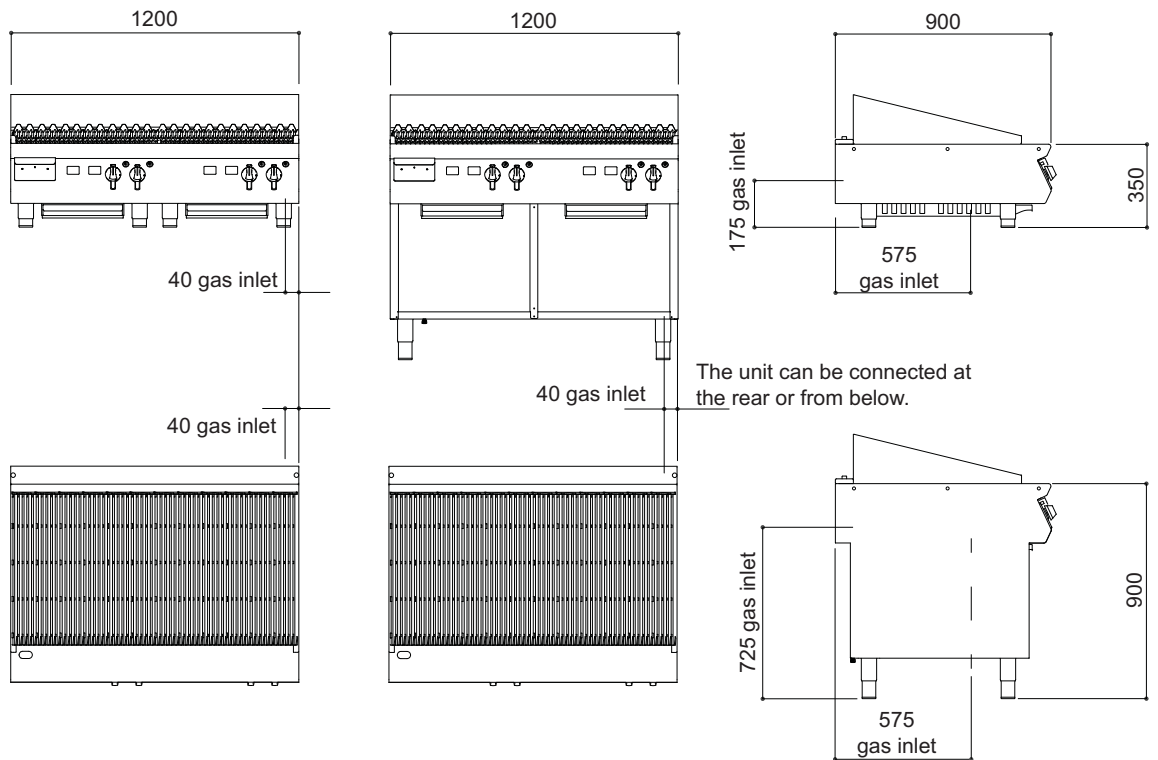 1200
1200
900
175 gas inlet
350
575
gas inlet
40 gas inlet
The unit can be connected at
the rear or from below.
40 gas inlet
40 gas inlet
725 gas inlet
900
575
gas inlet